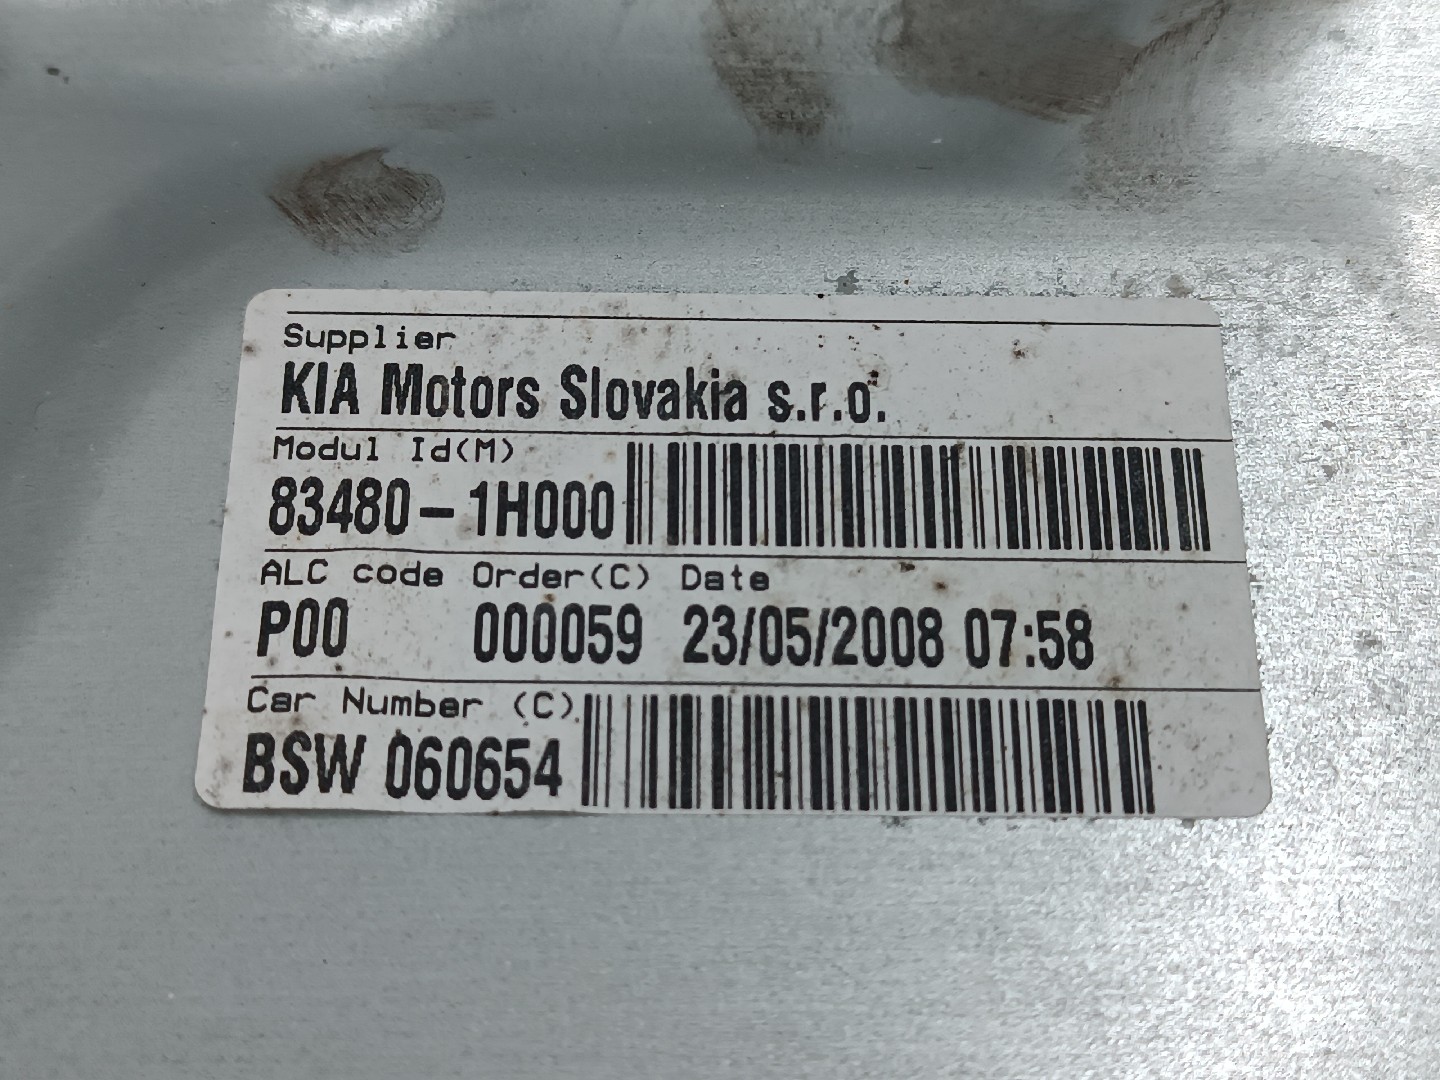 Supplier
KIA Motors Slovakia s.r.o.
Modul Id(M)
83480-1H000
ALC code Order(C) Date
P00 000059 23/05/2008 07:58
Car Number (C)
BSW 060654